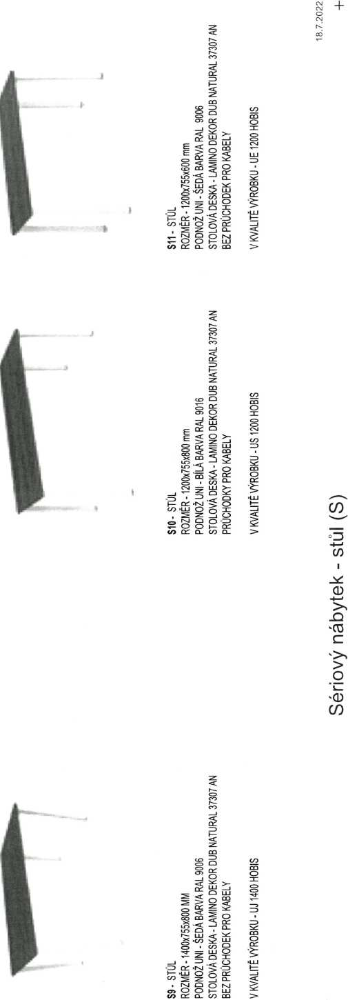 S9 - STŮL
ROZMĚR - 1400x755x800 MM
PODNOŽ UNI - ŠEDÁ BARVA RAL 9006
STOLOVÁ DESKA - LAMINO DEKOR DUB NATURAL 37307 AN
BEZ PRŮCHODEK PRO KABELY
V KVALITĚ VÝROBKU - UJ 1400 HOBIS
S10 - STŮL
ROZMĚR - 1200x755x800 mm
PODNOŽ UNI - BÍLÁ BARVA RAL 9016
STOLOVÁ DESKA - LAMINO DEKOR DUB NATURAL 37307 AN
PRŮCHODKY PRO KABELY
V KVALITĚ VÝROBKU - US 1200 HOBIS
S11 - STŮL
ROZMĚR - 1200x755x600 mm
PODNOŽ UNI - ŠEDÁ BARVA RAL 9006
STOLOVÁ DESKA - LAMINO DEKOR DUB NATURAL 37307 AN
BEZ PRŮCHODEK PRO KABELY
V KVALITĚ VÝROBKU - UE 1200 HOBIS
Sériový nábytek - stůl (S)
18.7.2022
+